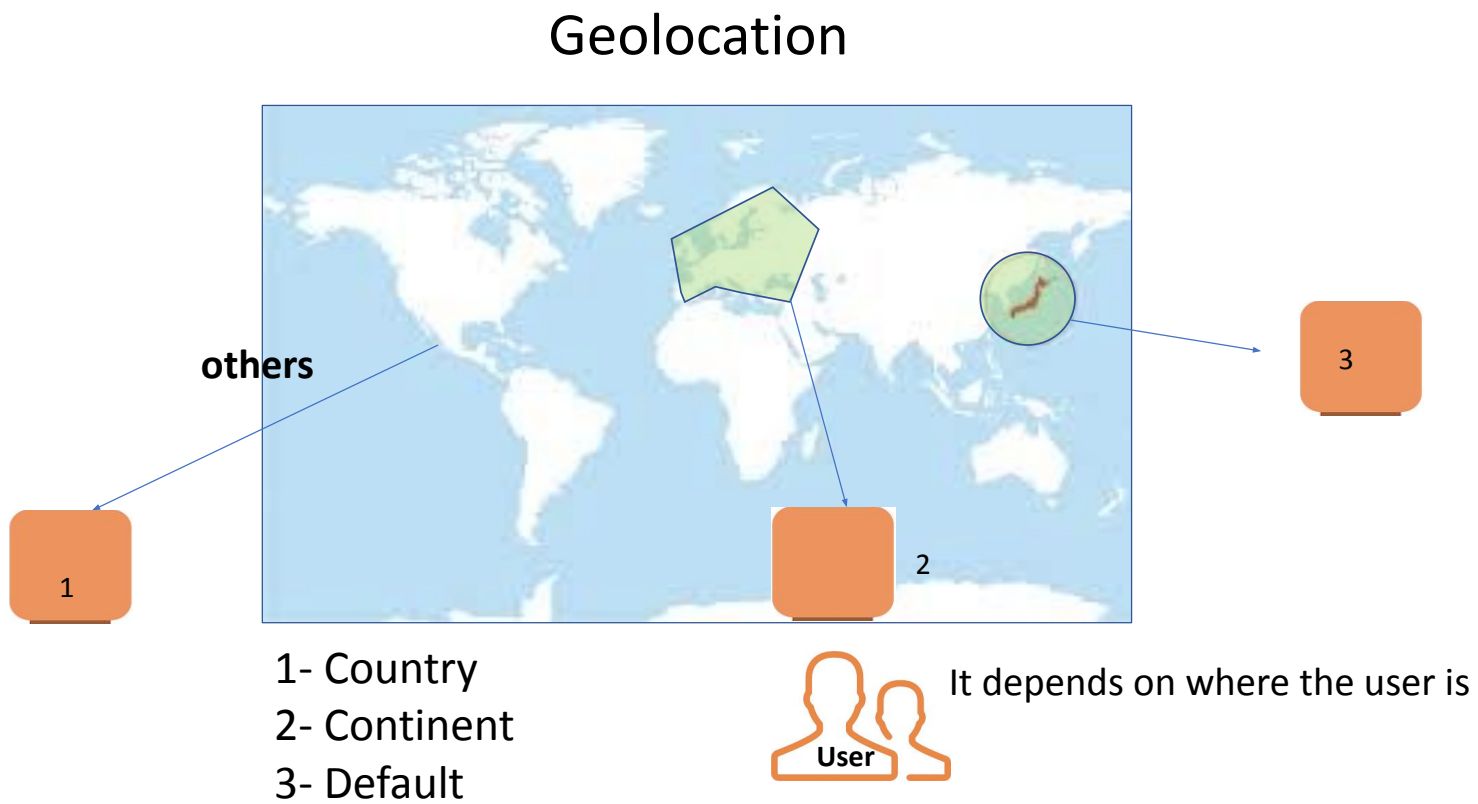 Geolocation
others
3
1
2
1- Country
2- Continent
3- Default
It depends on where the user is
User